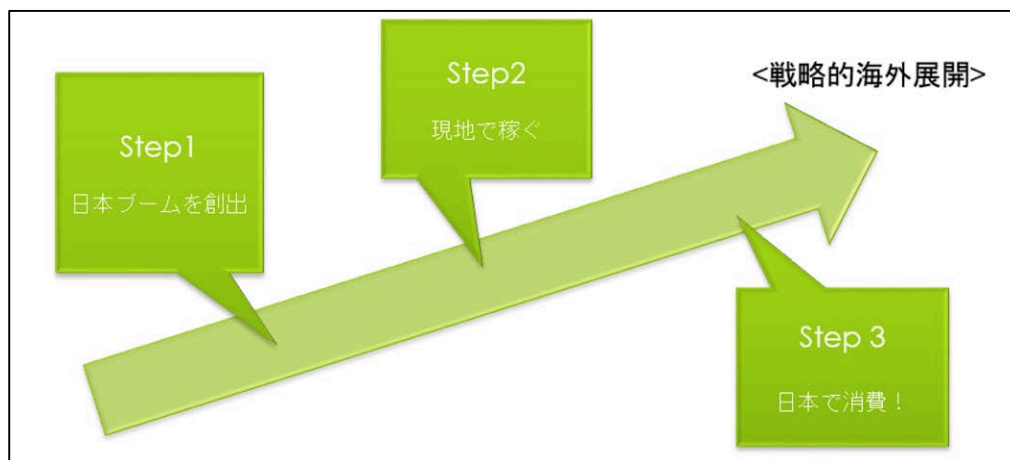 Step1
日本ブームを創出
Step2
現地で稼ぐ
<戦略的海外展開>
Step 3
日本で消費！